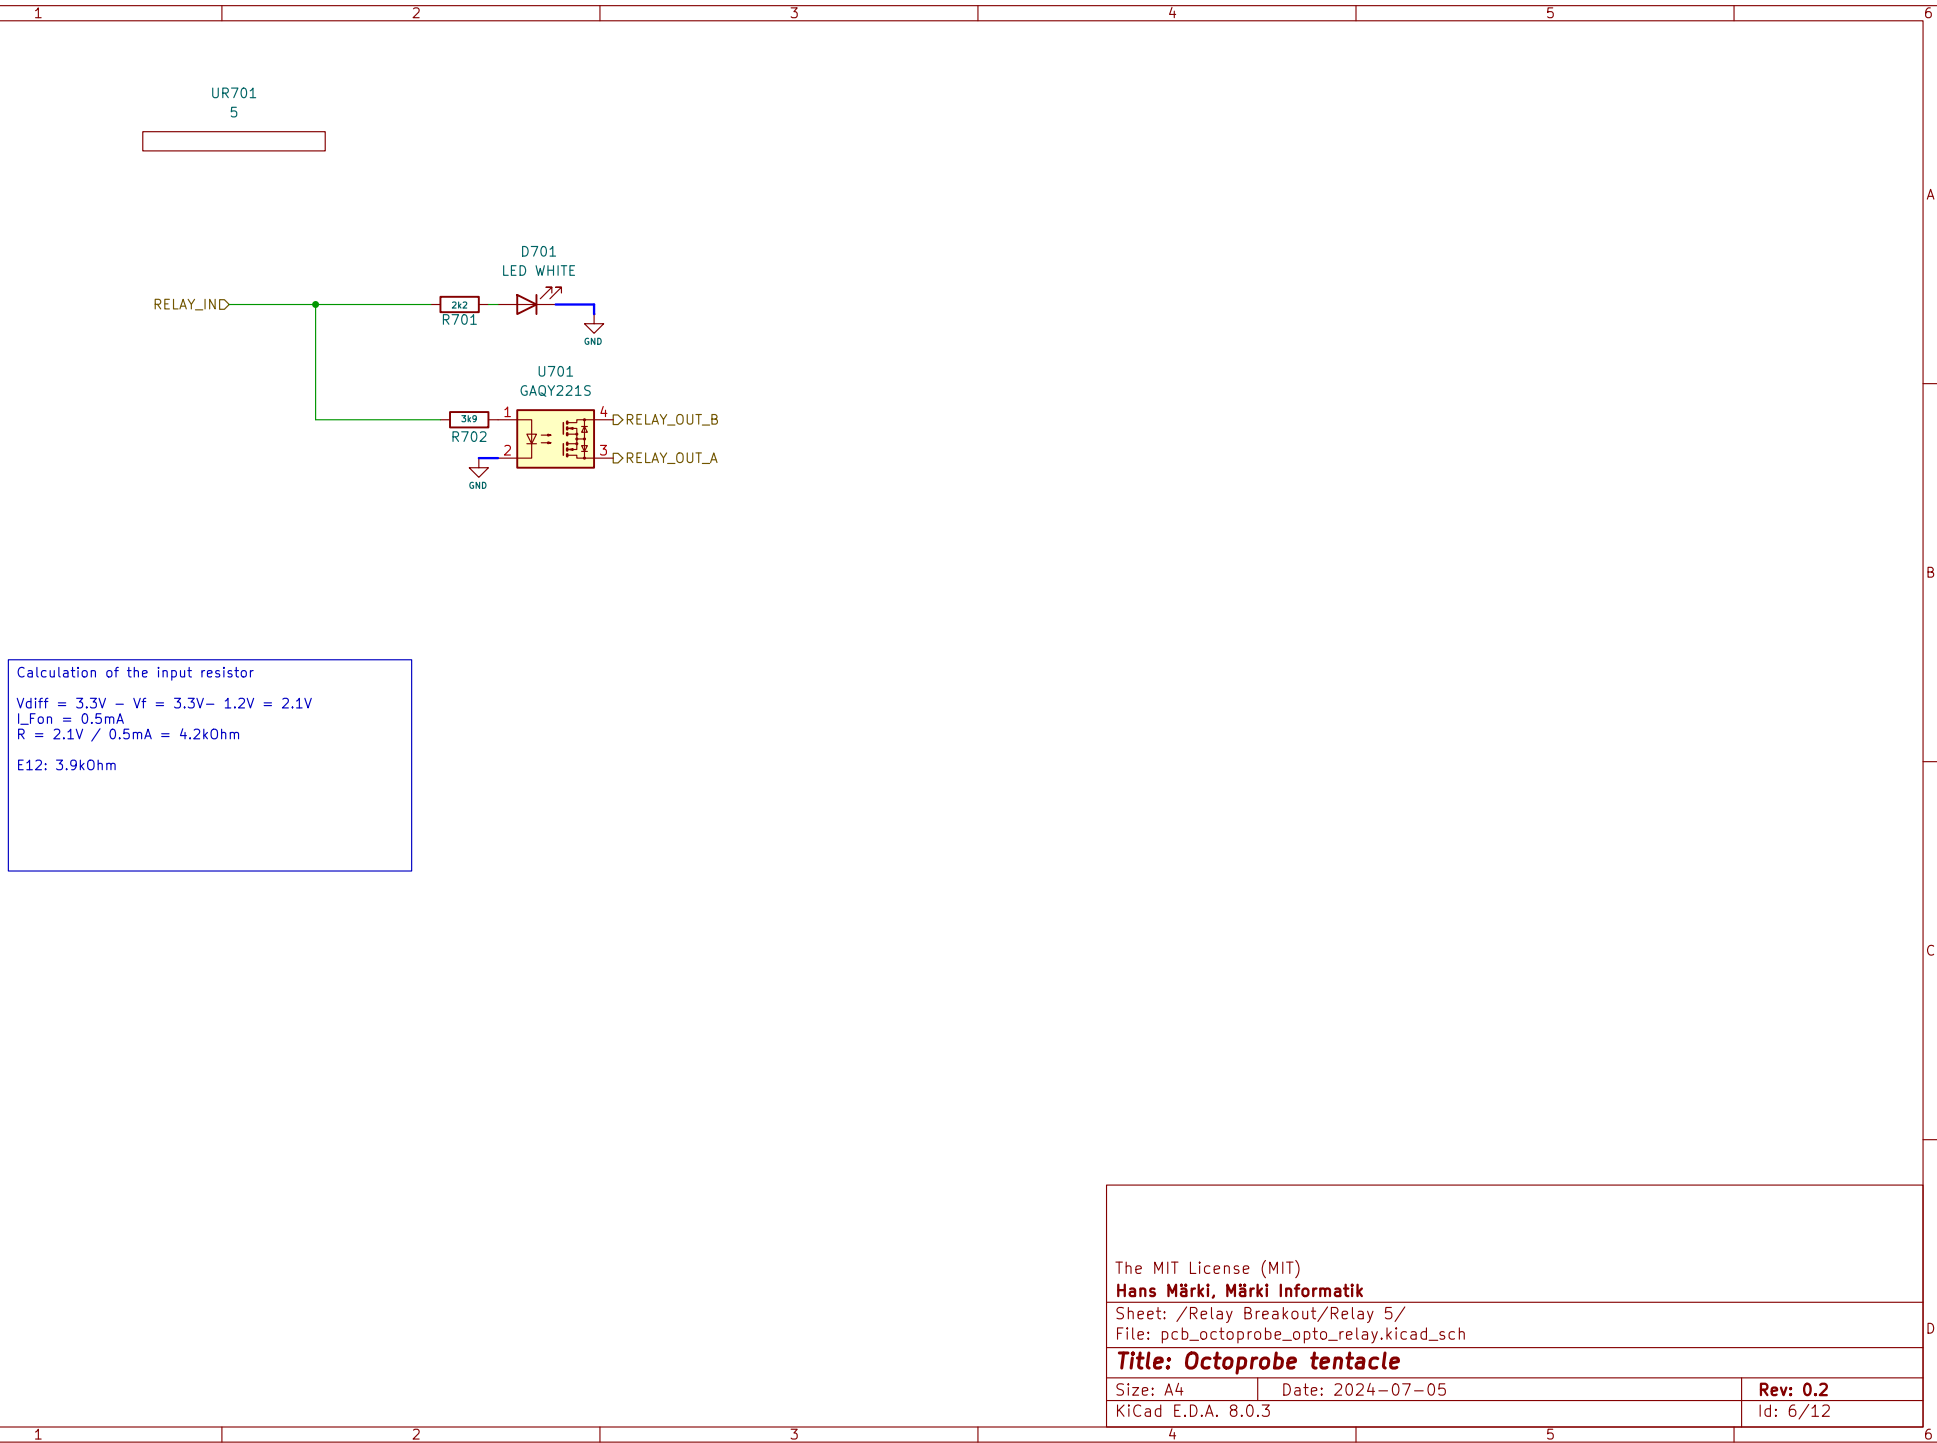 1 2 3 4 5 6
UR701
5
A
D701
LED WHITE
RELAY_IN
2k2
R701
GND
U701
GAQY221S
1
4
RELAY_OUT_B
3k9
R702
2
3
RELAY_OUT_A
GND
B
Calculation of the input resistor
Vdiff = 3.3V - Vf = 3.3V- 1.2V = 2.1V
I_Fon = 0.5mA
R = 2.1V / 0.5mA = 4.2kOhm
E12: 3.9kOhm
C
The MIT License (MIT)
Hans Märki, Märki Informatik
Sheet: /Relay Breakout/Relay 5/
File: pcb_octoprobe_opto_relay.kicad_sch
D
Title: Octoprobe tentacle
Size: A4 Date: 2024-07-05 Rev: 0.2
KiCad E.D.A. 8.0.3 Id: 6/12
1 2 3 4 5 6